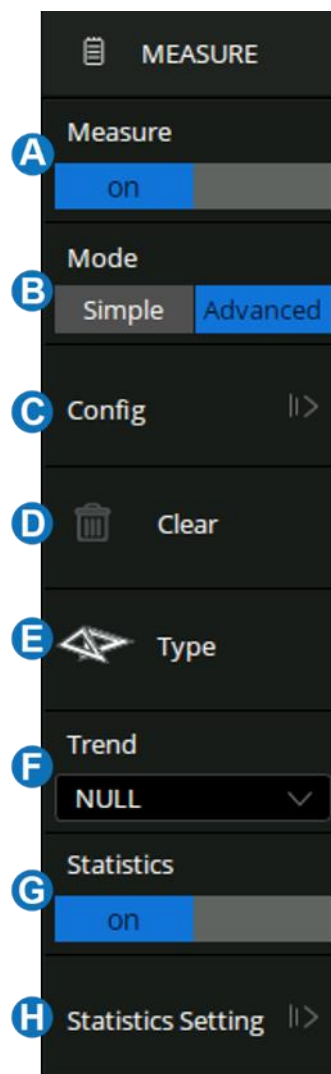 MEASURE
Measure
A
on
Mode
B
Simple Advanced
C Config
D Clear
E Type
Trend
F
NULL
Statistics
G
on
H Statistics Setting